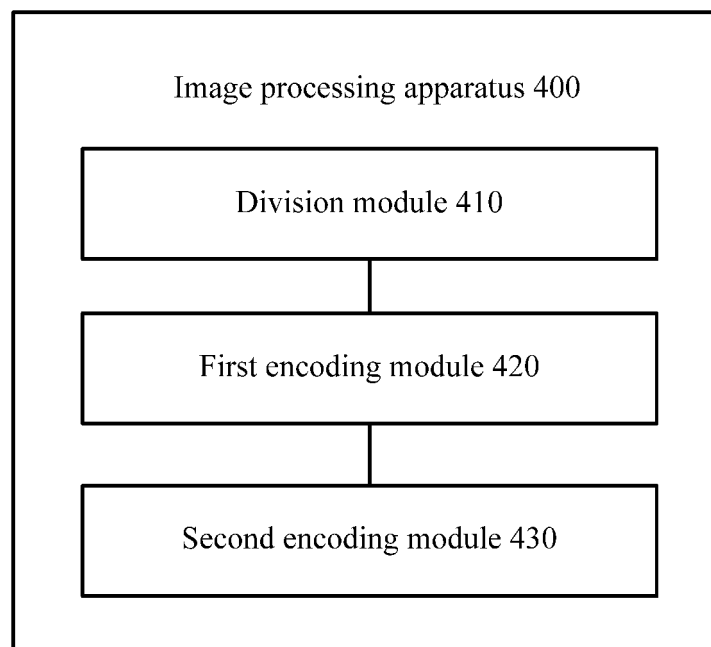 Image processing apparatus 400
Division module 410
First encoding module 420
Second encoding module 430